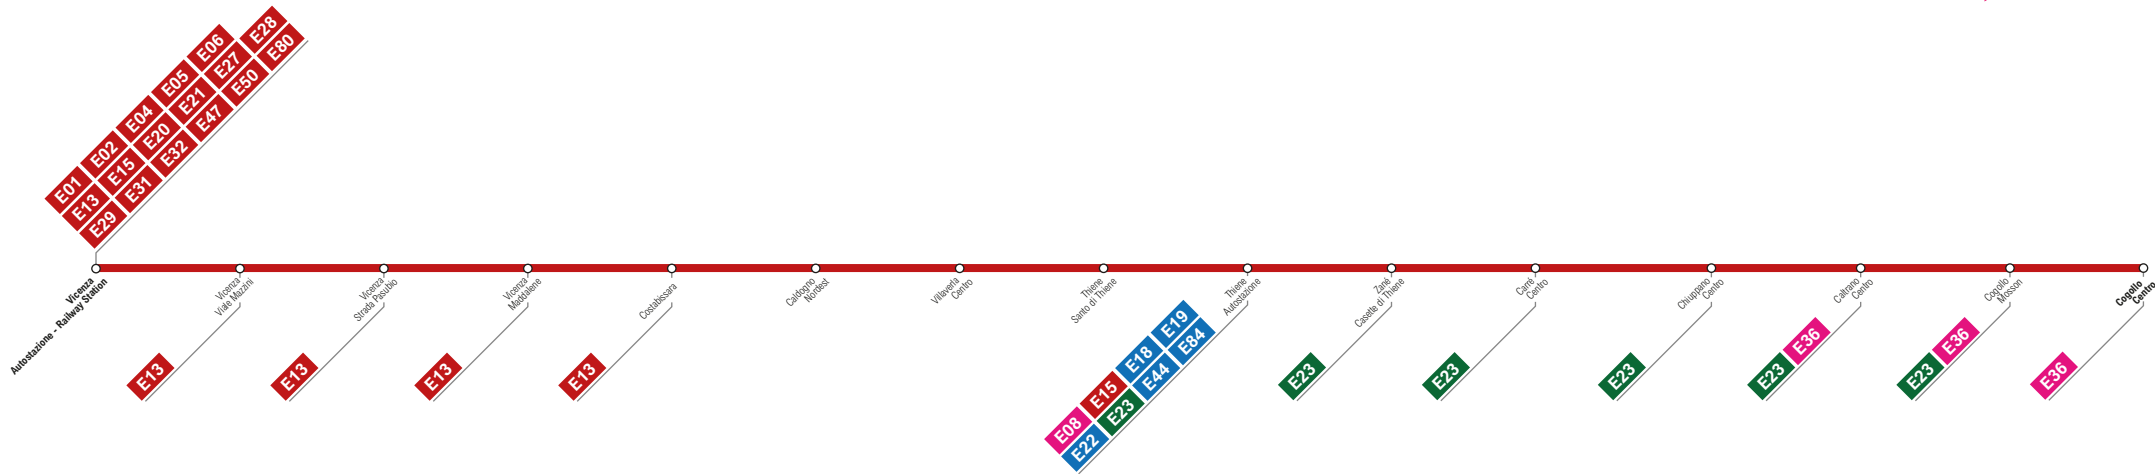 E01 E02 E04 E05 E06
E13 E15 E20 E21 E27 E28
E29 E31 E32 E47 E50 E80
Vicenza
Autostazione - Railway Station
Vicenza
Viale Mazzini
E13
Vicenza
Strada Pasubio
E13
Vicenza
Maddalene
E13
Costabissara
E13
Caldogno
Nordest
Villaverla
Centro
Thiene
Santo di Thiene
Thiene
Autostazione
E08 E15 E18 E19
E22 E23 E44 E84
Zanè
Casette di Thiene
E23
Carrè
Centro
E23
Chiuppano
Centro
E23
Caltrano
Centro
E23 E36
Cogollo
Mosson
E23 E36
Cogollo
Centro
E36